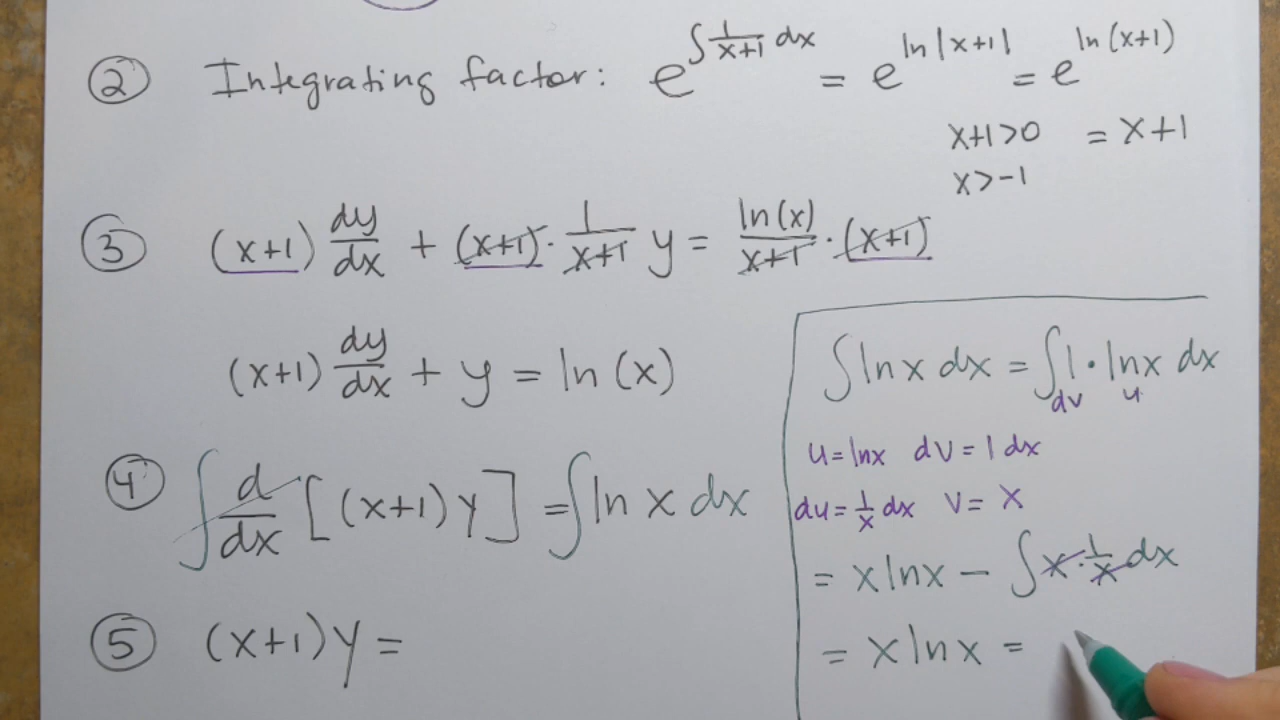 ② Integrating factor: e^{∫ 1/(x+1) dx} = e^{ln|x+1|} = e^{ln(x+1)}
x+1>0 = x+1
x>-1
③ (x+1) dy/dx + (x+1) · 1/(x+1) y = ln(x)/(x+1) · (x+1)
(x+1) dy/dx + y = ln(x)
④ ∫ d/dx [(x+1)y] = ∫ ln x dx
⑤ (x+1)y =
∫ ln x dx = ∫ 1 · ln x dx
dv u
u = ln x dv = 1 dx
du = 1/x dx v = x
= x ln x − ∫ x · 1/x dx
= x ln x =